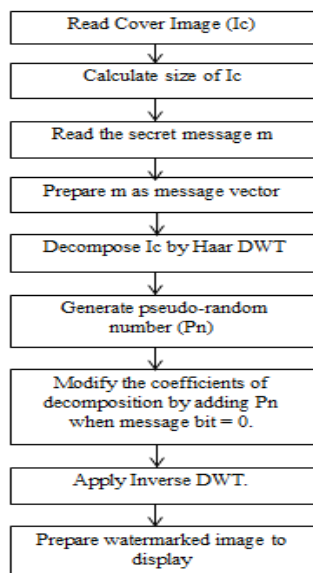 Read Cover Image (Ic)
Calculate size of Ic
Read the secret message m
Prepare m as message vector
Decompose Ic by Haar DWT
Generate pseudo-random
number (Pn)
Modify the coefficients of
decomposition by adding Pn
when message bit = 0.
Apply Inverse DWT.
Prepare watermarked image to
display